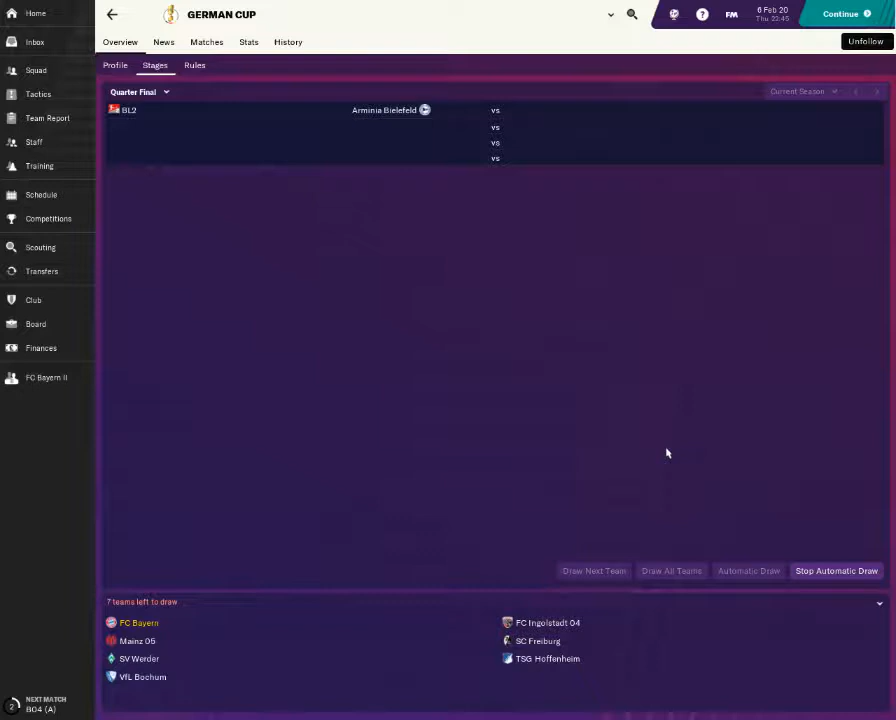 Home
Inbox
Squad
Tactics
Team Report
Staff
Training
Schedule
Competitions
Scouting
Transfers
Club
Board
Finances
FC Bayern II
2
NEXT MATCH
BO4 (A)
GERMAN CUP
?
FM
6 Feb 20
Thu 22:45
Continue
Overview
News
Matches
Stats
History
Unfollow
Profile
Stages
Rules
Quarter Final
Current Season
BL2 Arminia Bielefeld vs
vs
vs
vs
Draw Next Team
Draw All Teams
Automatic Draw
Stop Automatic Draw
7 teams left to draw
FC Bayern
FC Ingolstadt 04
Mainz 05
SC Freiburg
SV Werder
TSG Hoffenheim
VfL Bochum